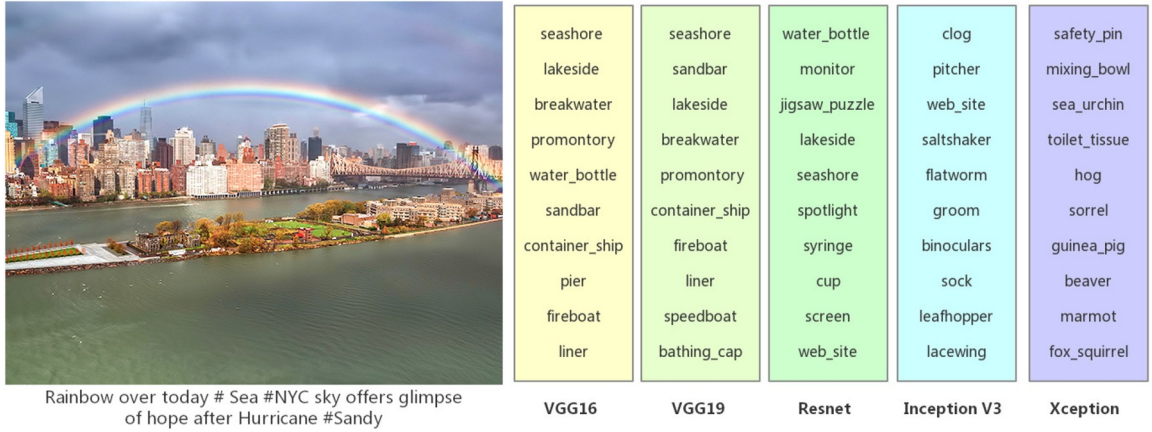 seashore
lakeside
breakwater
promontory
water_bottle
sandbar
container_ship
pier
fireboat
liner
VGG16
seashore
sandbar
lakeside
breakwater
promontory
container_ship
fireboat
liner
speedboat
bathing_cap
VGG19
water_bottle
monitor
jigsaw_puzzle
lakeside
seashore
spotlight
syringe
cup
screen
web_site
Resnet
clog
pitcher
web_site
saltshaker
flatworm
groom
binoculars
sock
leafhopper
lacewing
Inception V3
safety_pin
mixing_bowl
sea_urchin
toilet_tissue
hog
sorrel
guinea_pig
beaver
marmot
fox_squirrel
Xception
Rainbow over today # Sea #NYC sky offers glimpse
of hope after Hurricane #Sandy